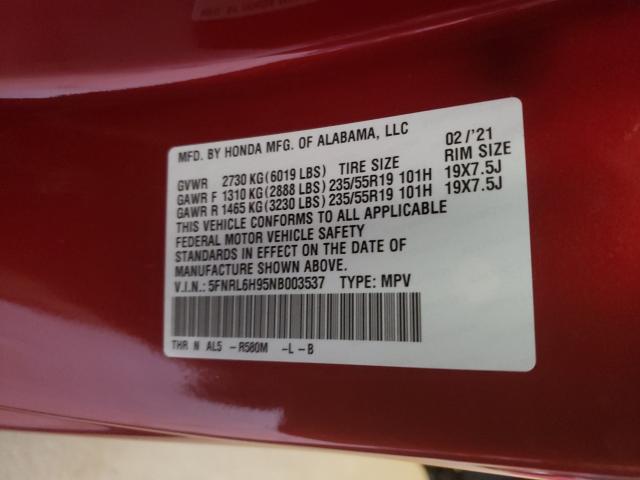 MFD. BY HONDA MFG. OF ALABAMA, LLC 02/'21
GVWR 2730 KG(6019 LBS) TIRE SIZE RIM SIZE
GAWR F 1310 KG(2888 LBS) 235/55R19 101H 19X7.5J
GAWR R 1465 KG(3230 LBS) 235/55R19 101H 19X7.5J
THIS VEHICLE CONFORMS TO ALL APPLICABLE
FEDERAL MOTOR VEHICLE SAFETY
STANDARDS IN EFFECT ON THE DATE OF
MANUFACTURE SHOWN ABOVE.
V.I.N.: 5FNRL6H95NB003537 TYPE: MPV
THR N AL5 -R580M -L-B